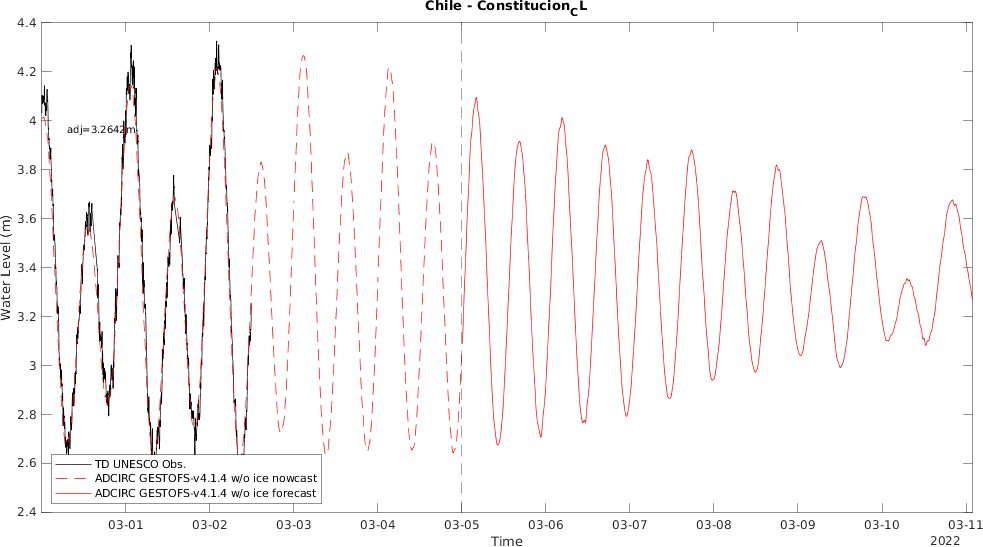 Chile - Constitucion_CL
4.4
4.2
4
3.8
3.6
3.4
3.2
3
2.8
2.6
2.4
Water Level (m)
adj=3.2642m
TD UNESCO Obs.
ADCIRC GESTOFS-v4.1.4 w/o ice nowcast
ADCIRC GESTOFS-v4.1.4 w/o ice forecast
03-01 03-02 03-03 03-04 03-05 03-06 03-07 03-08 03-09 03-10 03-11
Time
2022